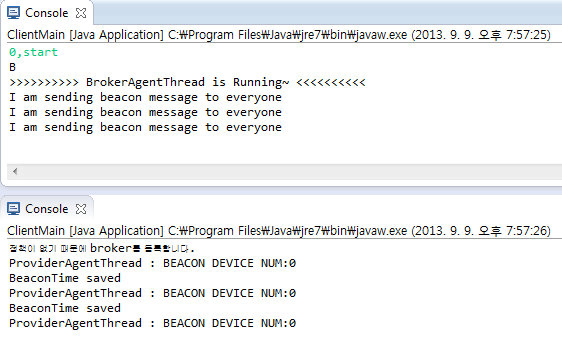 Console
ClientMain [Java Application] C:₩Program Files₩Java₩jre7₩bin₩javaw.exe (2013. 9. 9. 오후 7:57:25)
0,start
B
>>>>>>>>>> BrokerAgentThread is Running~ <<<<<<<<<<
I am sending beacon message to everyone
I am sending beacon message to everyone
I am sending beacon message to everyone
Console
ClientMain [Java Application] C:₩Program Files₩Java₩jre7₩bin₩javaw.exe (2013. 9. 9. 오후 7:57:26)
정책이 없기 때문에 broker를 등록합니다.
ProviderAgentThread : BEACON DEVICE NUM:0
BeaconTime saved
ProviderAgentThread : BEACON DEVICE NUM:0
BeaconTime saved
ProviderAgentThread : BEACON DEVICE NUM:0